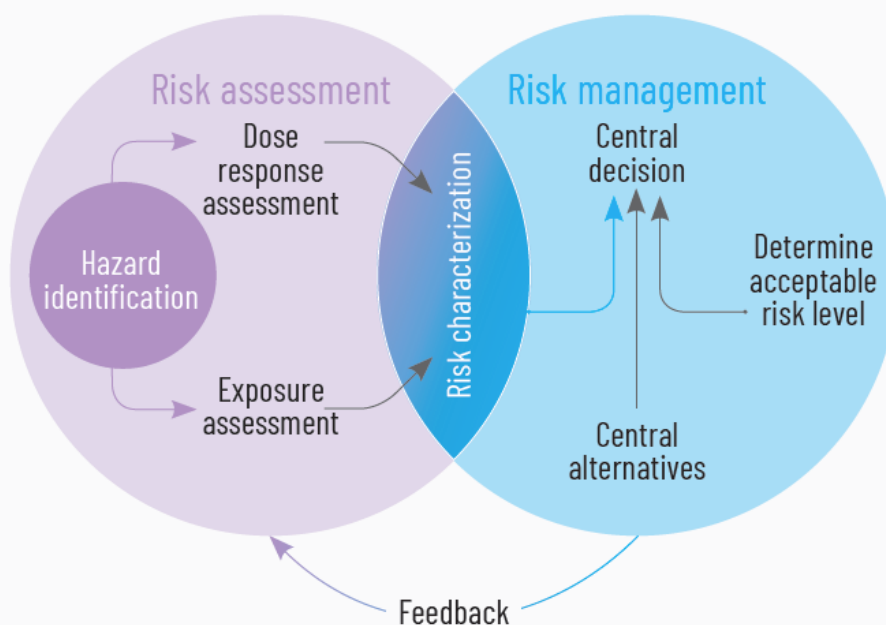 Risk assessment
Risk management
Dose
response
assessment
Hazard
identification
Exposure
assessment
Risk characterization
Central
decision
Determine
acceptable
risk level
Central
alternatives
Feedback